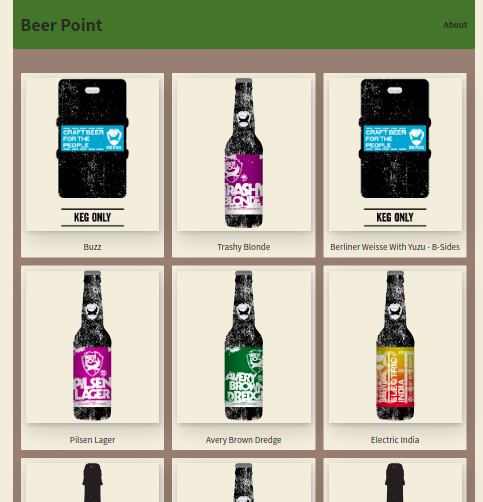 Beer Point
About
CRAFT BEER
FOR THE
PEOPLE
KEG ONLY
Buzz
TRASHY
BLONDE
Trashy Blonde
CRAFT BEER
FOR THE
PEOPLE
KEG ONLY
Berliner Weisse With Yuzu - B-Sides
PILSEN
LAGER
Pilsen Lager
AVERY
BROWN
DREDGE
Avery Brown Dredge
ELECTRIC
INDIA
Electric India